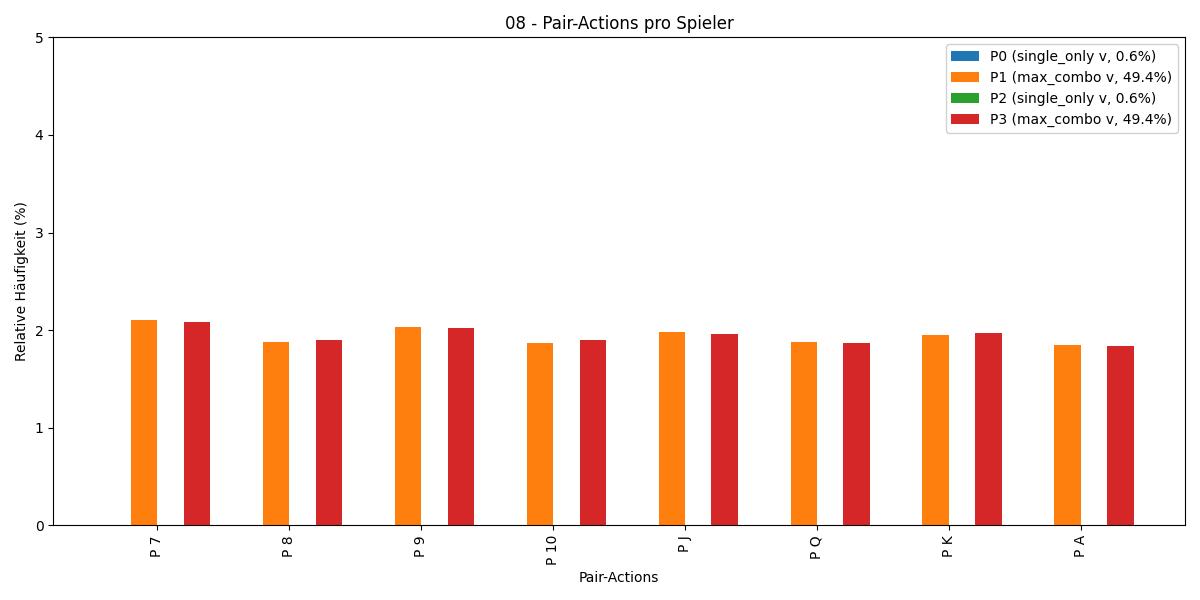 08 - Pair-Actions pro Spieler
P0 (single_only v, 0.6%)
P1 (max_combo v, 49.4%)
P2 (single_only v, 0.6%)
P3 (max_combo v, 49.4%)
Relative Häufigkeit (%)
5
4
3
2
1
0
P 7
P 8
P 9
P 10
P J
P Q
P K
P A
Pair-Actions